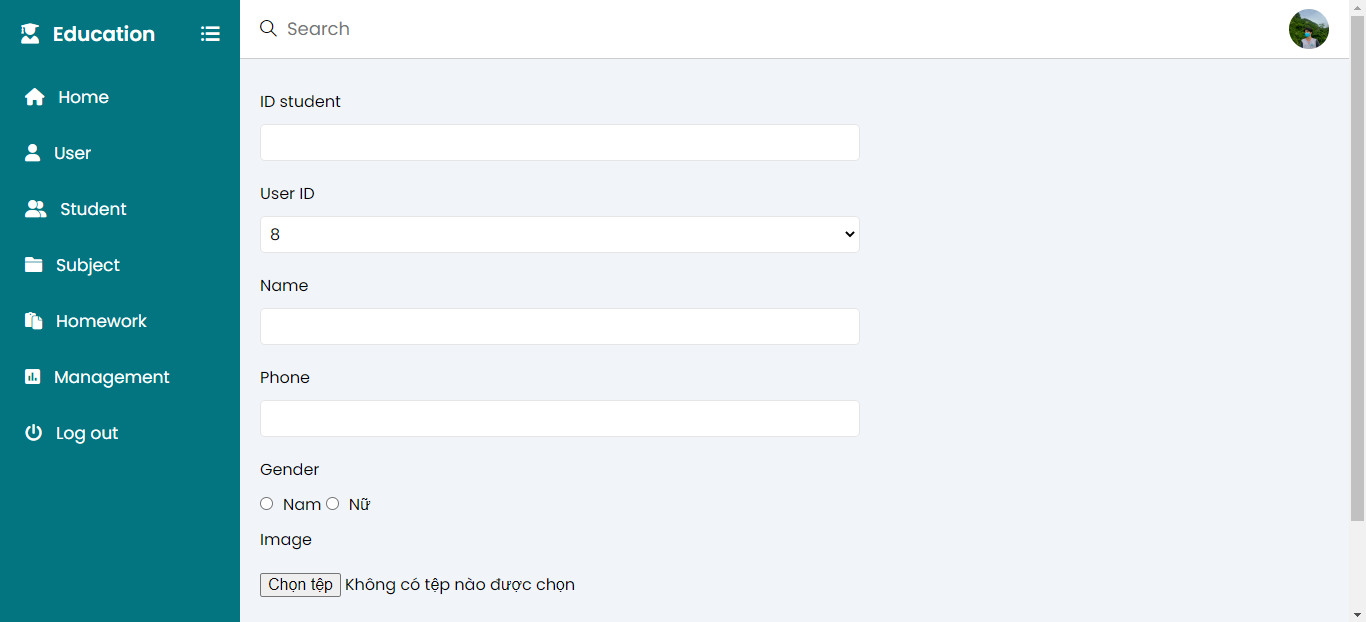 Education
Home
User
Student
Subject
Homework
Management
Log out
Search
ID student
User ID
8
Name
Phone
Gender
Nam Nữ
Image
Chọn tệp Không có tệp nào được chọn